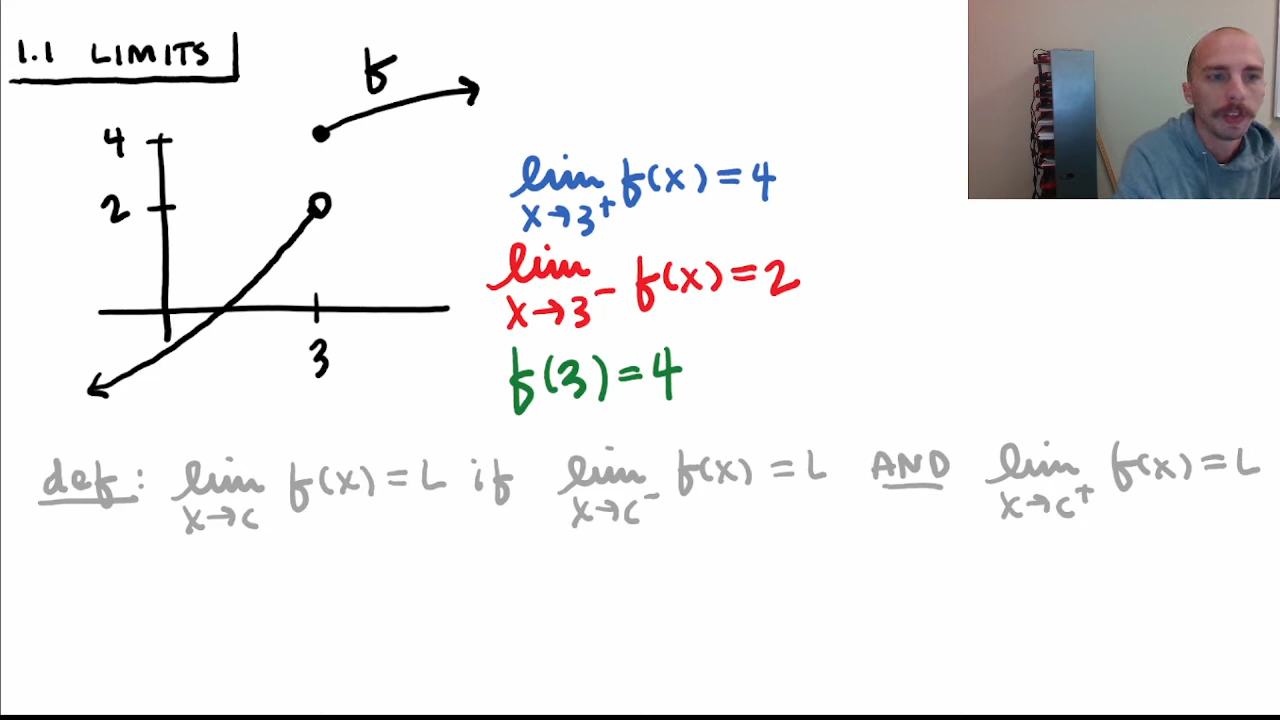 1.1 LIMITS
f
4
2
3
lim f(x) = 4
x→3⁺
lim f(x) = 2
x→3⁻
f(3) = 4
def: lim f(x) = L if lim f(x) = L AND lim f(x) = L
x→c x→c⁻ x→c⁺